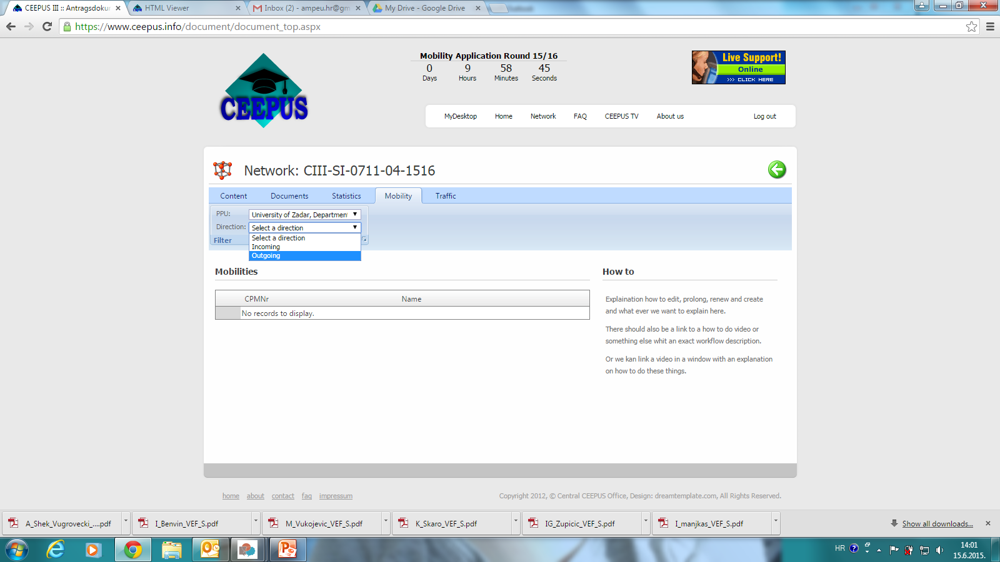 CEEPUS III :: Antragsdokur
HTML Viewer
Inbox (2) - ampeu.hr@gm
My Drive - Google Drive
https://www.ceepus.info/document/document_top.aspx
CEEPUS
Mobility Application Round 15/16
0 9 58 45
Days Hours Minutes Seconds
Live Support!
Online
>>> CLICK HERE
MyDesktop Home Network FAQ CEEPUS TV About us Log out
Network: CIII-SI-0711-04-1516
Content Documents Statistics Mobility Traffic
PPU: University of Zadar, Department
Direction: Select a direction
Select a direction
Incoming
Outgoing
Filter
Mobilities
CPMNr Name
No records to display.
How to
Explaination how to edit, prolong, renew and create
and what ever we want to explain here.
There should also be a link to a how to do video or
something else whit an exact workflow description.
Or we kan link a video in a window with an explanation
on how to do these things.
home about contact faq impressum
Copyright 2012, © Central CEEPUS Office, Design: dreamtemplate.com, All Rights Reserved.
A_Shek_Vugrovecki_....pdf
I_Benvin_VEF_S.pdf
M_Vukojevic_VEF_S.pdf
K_Skaro_VEF_S.pdf
IG_Zupicic_VEF_S.pdf
I_manjkas_VEF_S.pdf
Show all downloads...
HR
14:01
15.6.2015.